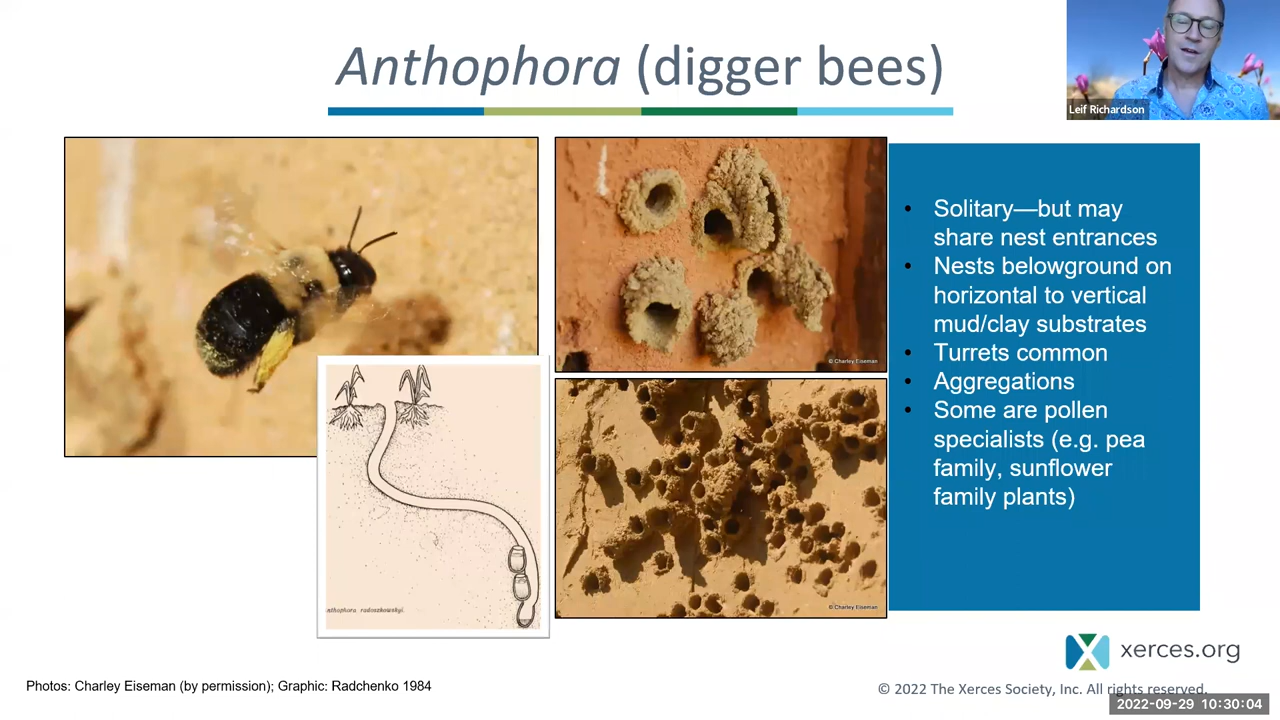 Anthophora (digger bees)
Leif Richardson
© Charley Eiseman
• Solitary—but may
share nest entrances
• Nests belowground on
horizontal to vertical
mud/clay substrates
• Turrets common
• Aggregations
• Some are pollen
specialists (e.g. pea
family, sunflower
family plants)
nthophora radoszkowskyi.
© Charley Eiseman
xerces.org
Photos: Charley Eiseman (by permission); Graphic: Radchenko 1984
© 2022 The Xerces Society, Inc. All rights reserved.
2022-09-29 10:30:04